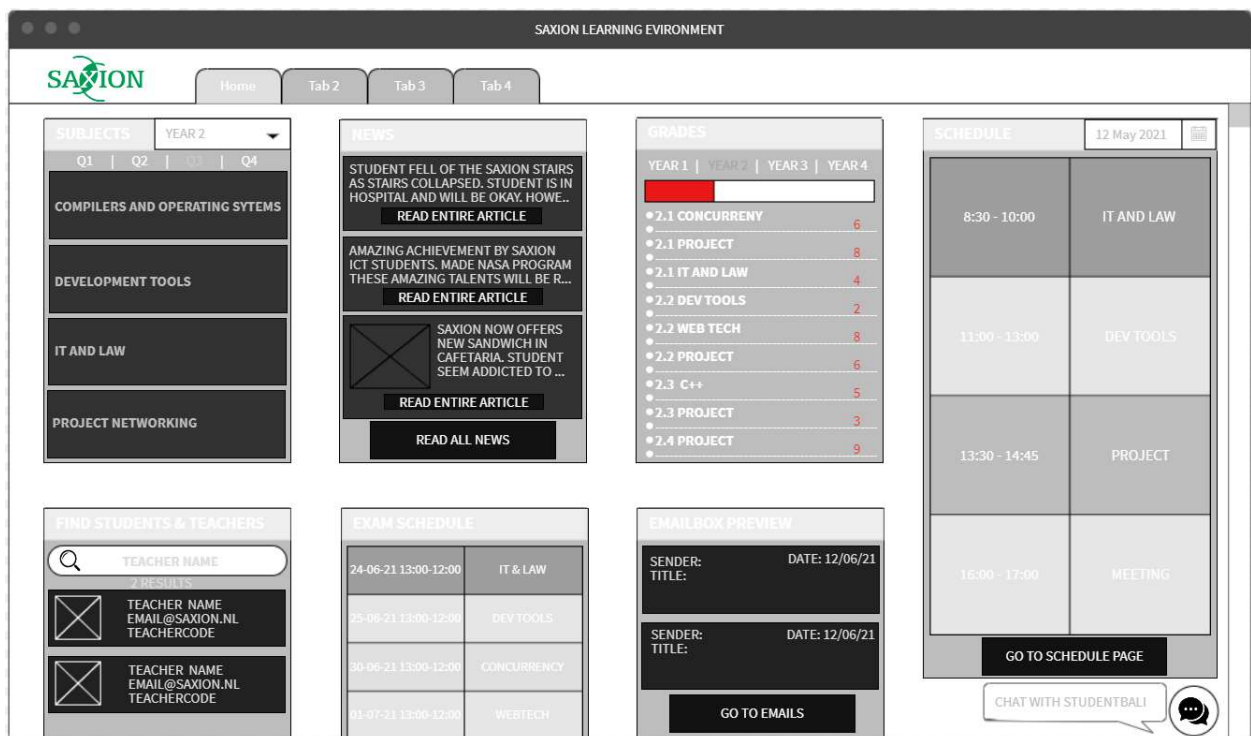 SAXION LEARNING EVIRONMENT
SAXION
Home
Tab 2
Tab 3
Tab 4
SUBJECTS
YEAR 2
Q1 | Q2 | Q3 | Q4
COMPILERS AND OPERATING SYTEMS
DEVELOPMENT TOOLS
IT AND LAW
PROJECT NETWORKING
NEWS
STUDENT FELL OF THE SAXION STAIRS
AS STAIRS COLLAPSED. STUDENT IS IN
HOSPITAL AND WILL BE OKAY. HOWE..
READ ENTIRE ARTICLE
AMAZING ACHIEVEMENT BY SAXION
ICT STUDENTS. MADE NASA PROGRAM
THESE AMAZING TALENTS WILL BE R...
READ ENTIRE ARTICLE
SAXION NOW OFFERS
NEW SANDWICH IN
CAFETARIA. STUDENT
SEEM ADDICTED TO ...
READ ENTIRE ARTICLE
READ ALL NEWS
GRADES
YEAR 1 | YEAR 2 | YEAR 3 | YEAR 4
2.1 CONCURRENY 6
2.1 PROJECT 8
2.1 IT AND LAW 4
2.2 DEV TOOLS 2
2.2 WEB TECH 8
2.2 PROJECT 6
2.3 C++ 5
2.3 PROJECT 3
2.4 PROJECT 9
SCHEDULE
12 May 2021
8:30 - 10:00 IT AND LAW
11:00 - 13:00 DEV TOOLS
13:30 - 14:45 PROJECT
16:00 - 17:00 MEETING
GO TO SCHEDULE PAGE
FIND STUDENTS & TEACHERS
TEACHER NAME
2 RESULTS
TEACHER NAME
EMAIL@SAXION.NL
TEACHERCODE
TEACHER NAME
EMAIL@SAXION.NL
TEACHERCODE
EXAM SCHEDULE
24-06-21 13:00-12:00 IT & LAW
25-06-21 13:00-12:00 DEV TOOLS
30-06-21 13:00-12:00 CONCURRENCY
01-07-21 13:00-12:00 WEBTECH
EMAILBOX PREVIEW
SENDER: DATE: 12/06/21
TITLE:
SENDER: DATE: 12/06/21
TITLE:
GO TO EMAILS
CHAT WITH STUDENTBALI